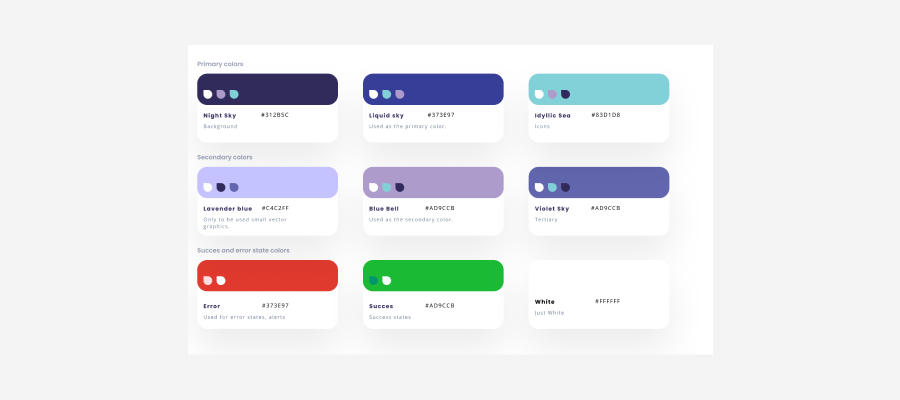 Primary colors
Night Sky #312B5C
Background
Liquid sky #373E97
Used as the primary color.
Idyllic Sea #83D1D8
Icons
Secondary colors
Lavender blue #C4C2FF
Only to be used small vector
graphics.
Blue Bell #AD9CCB
Used as the secondary color.
Violet Sky #AD9CCB
Tertiary
Succes and error state colors
Error #373E97
Used for error states, alerts
Succes #AD9CCB
Success states
White #FFFFFF
Just White